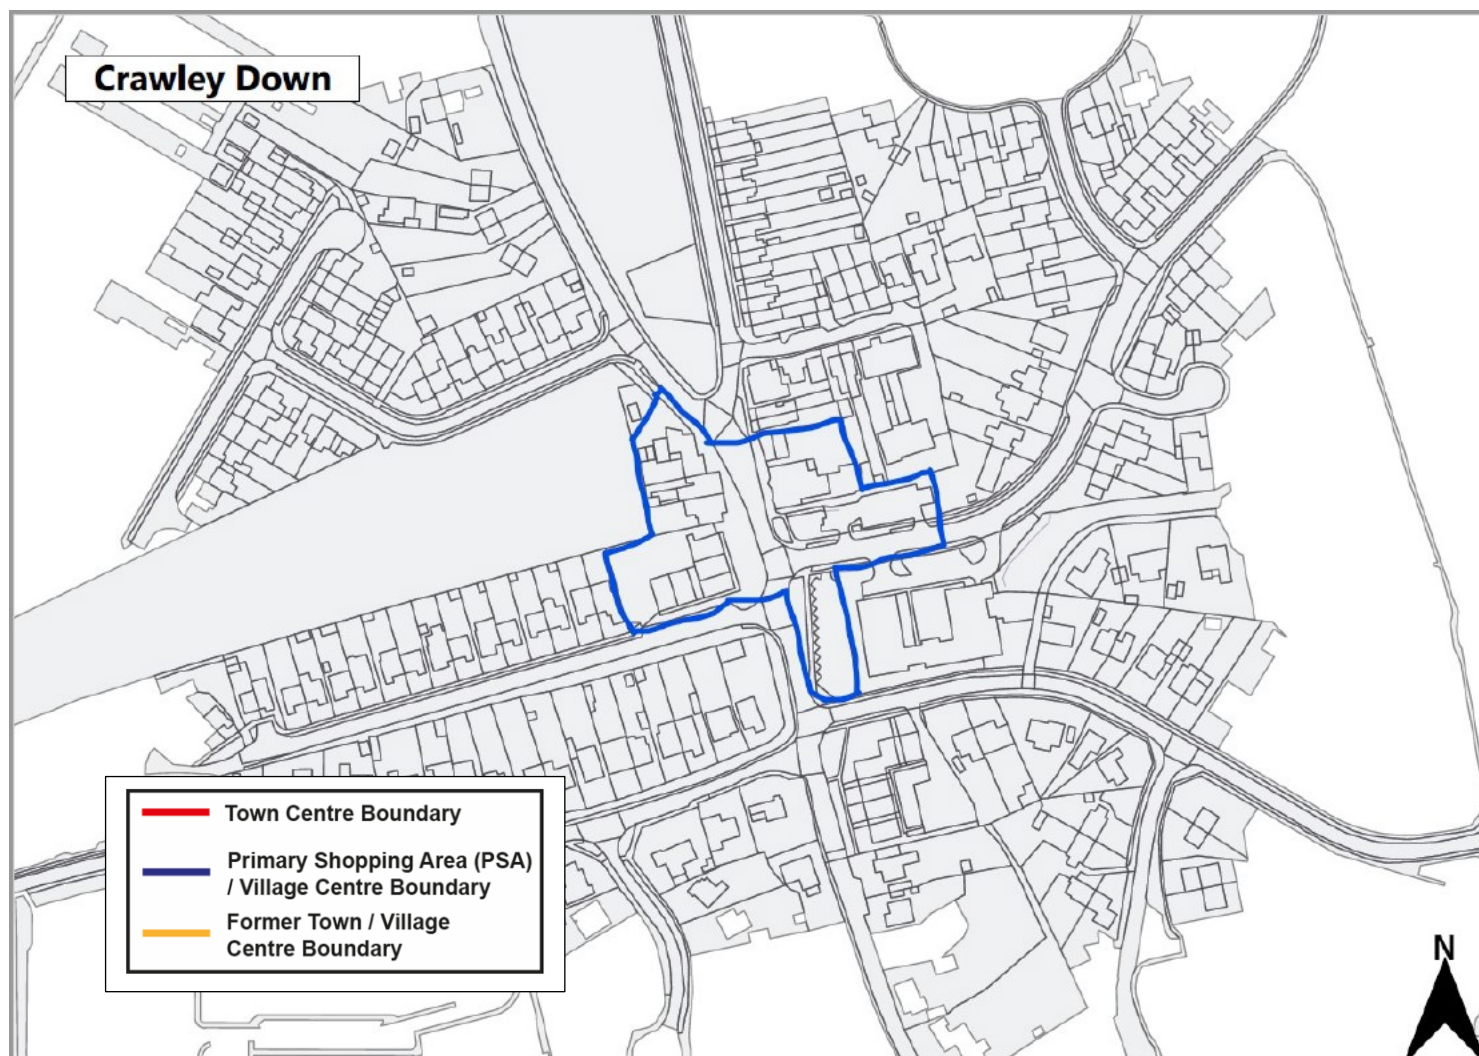 Crawley Down
Town Centre Boundary
Primary Shopping Area (PSA)
/ Village Centre Boundary
Former Town / Village
Centre Boundary
N